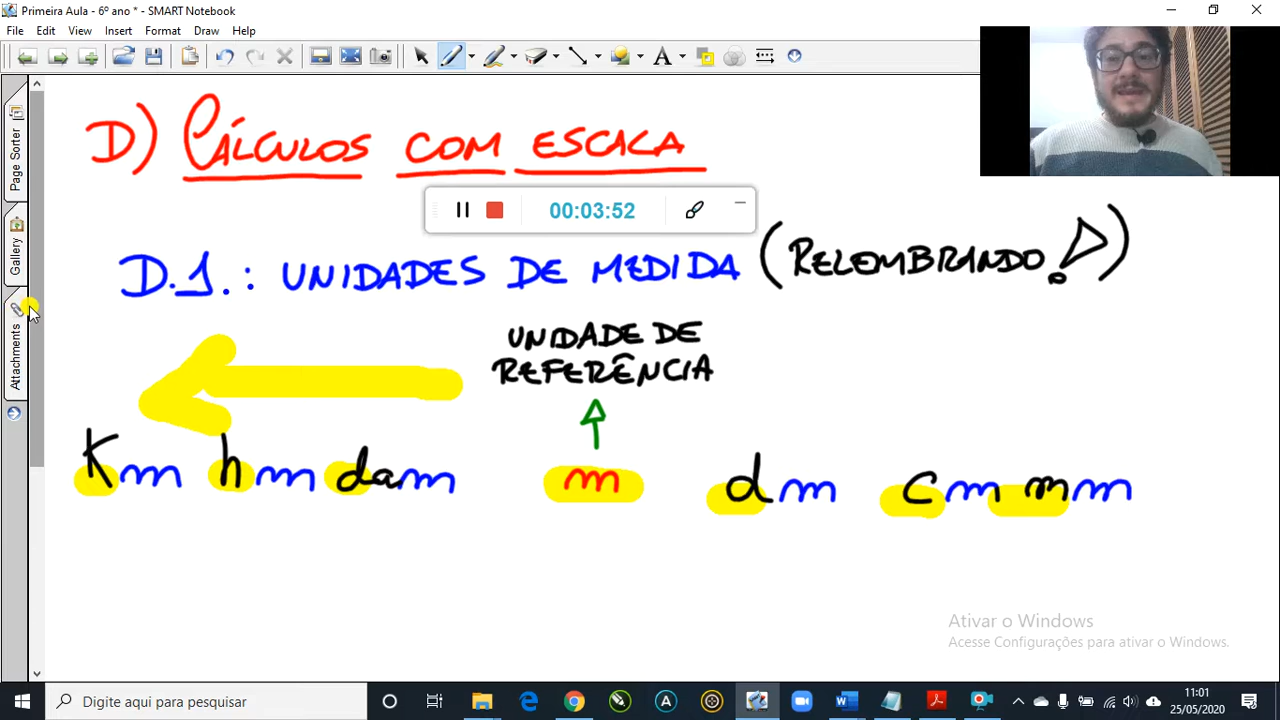 Primeira Aula - 6º ano * - SMART Notebook
File Edit View Insert Format Draw Help
Page Sorter
Gallery
Attachments
D) CÁLCULOS COM ESCALA
00:03:52
D.1.: UNIDADES DE MEDIDA (RELEMBRANDO!)
UNIDADE DE
REFERÊNCIA
Km hm dam m dm cm mm
Ativar o Windows
Acesse Configurações para ativar o Windows.
Digite aqui para pesquisar
11:01
25/05/2020